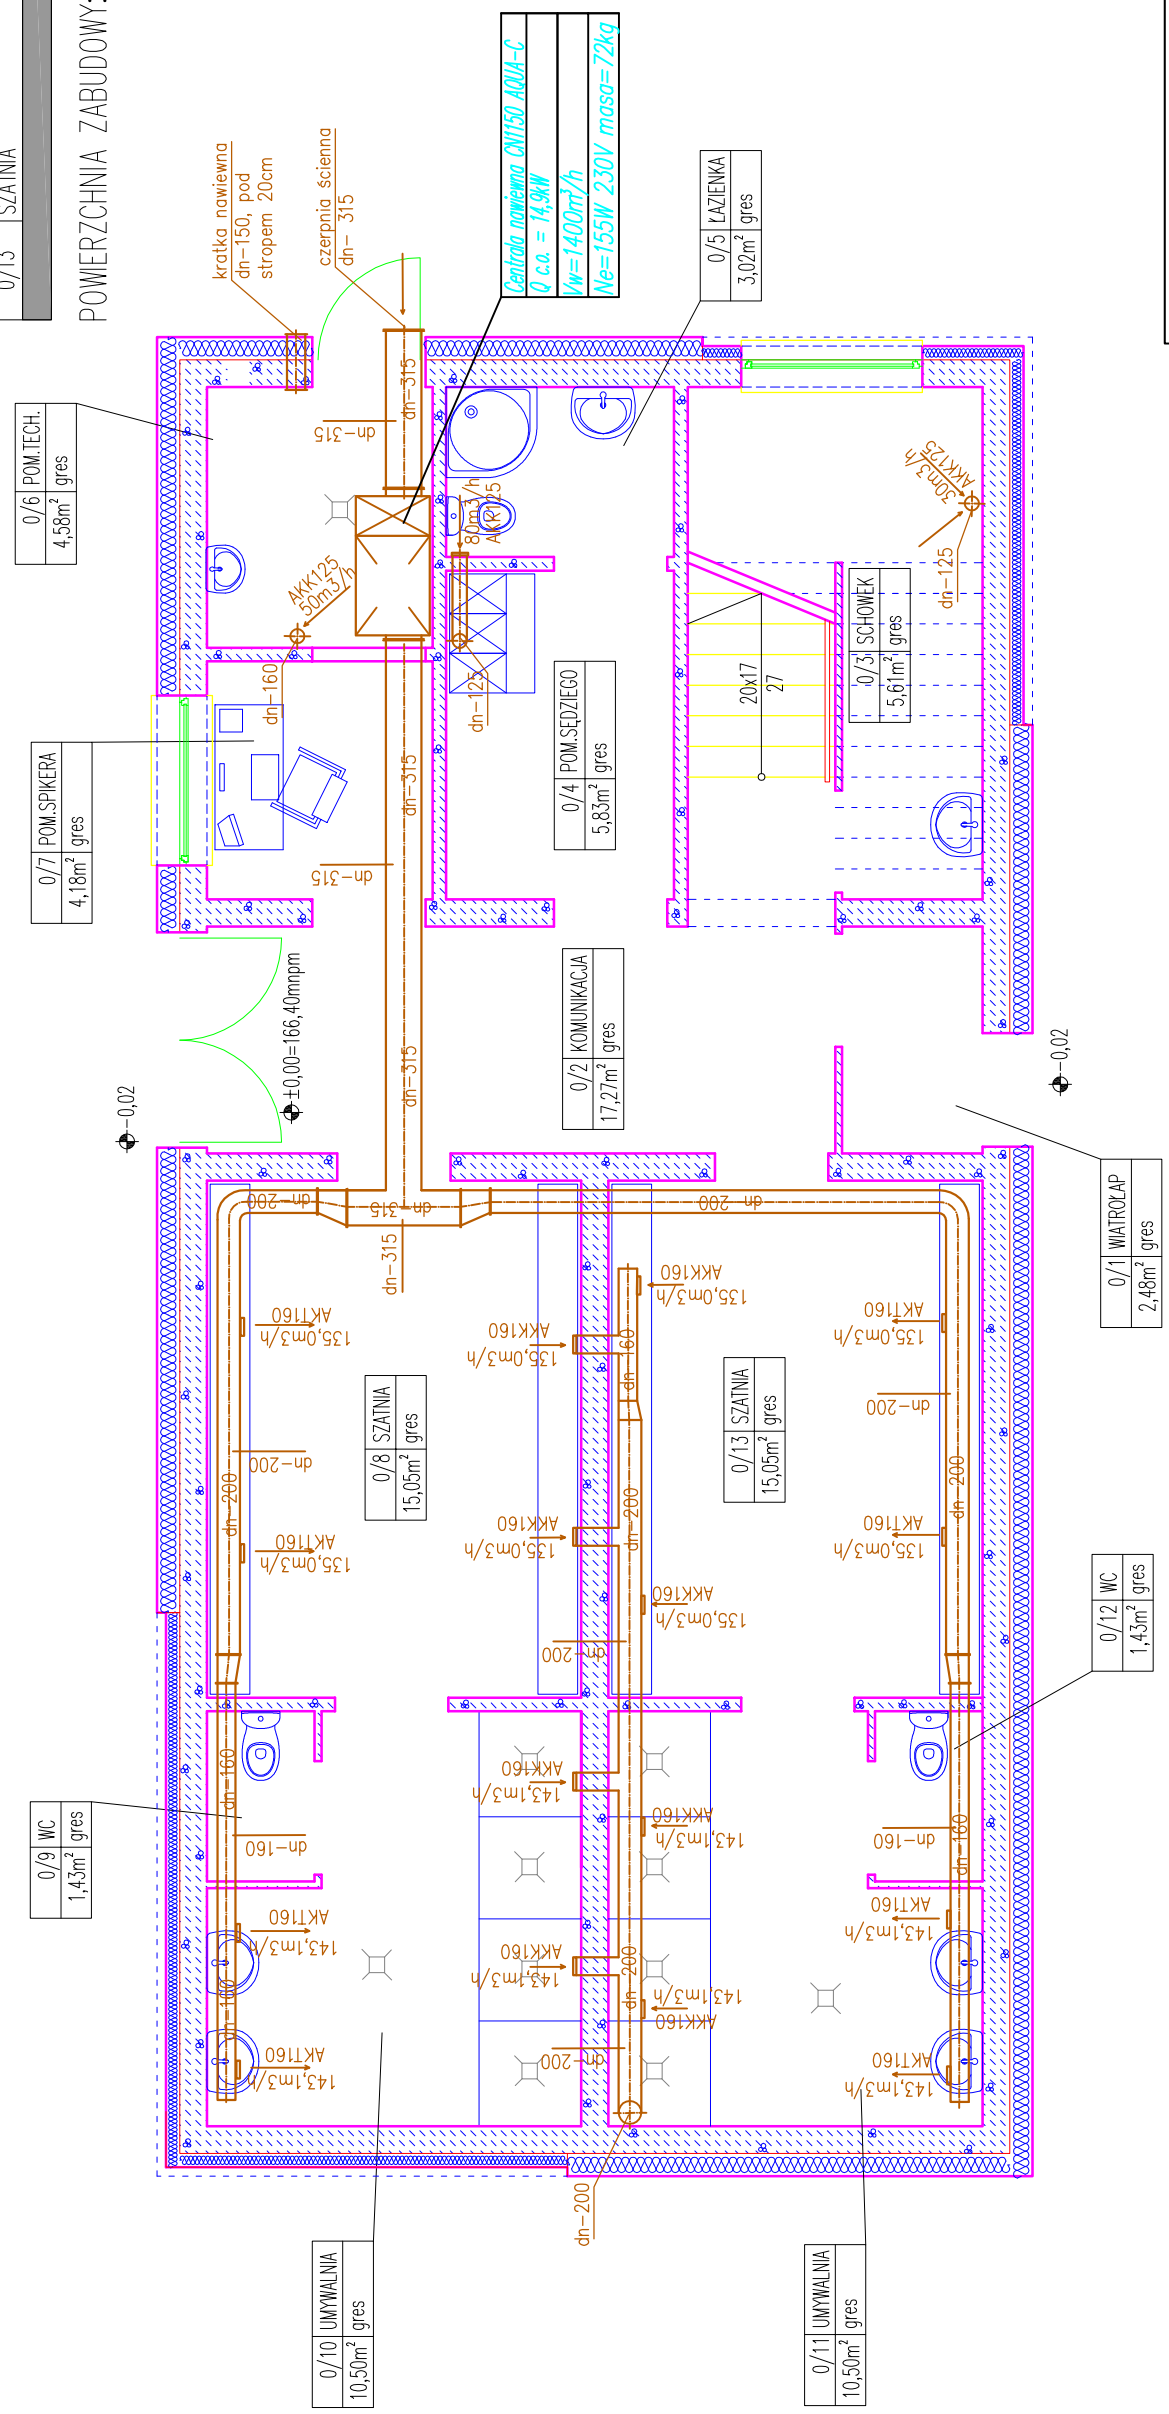 0/13 SZATNIA
POWIERZCHNIA ZABUDOWY:
kratka nawiewna
dn-150, pod
stropem 20cm
czerpnia ścienna
dn- 315
Centrala nawiewna CN1150 AQUA-C
Q c.o. = 14,9kW
Vw=1400m³/h
Ne=155W 230V masa=72kg
0/5 ŁAZIENKA
3,02m² gres
0/6 POM.TECH.
4,58m² gres
dn-315
dn-315
80m3/h
AKK125
AKK125
50m3/h
dn-160
dn-125
AKK125
30m3/h
dn-125
0/3 SCHOWEK
5,61m² gres
20x17
27
0/4 POM.SĘDZIEGO
5,83m² gres
0/7 POM.SPIKERA
4,18m² gres
dn-315
dn-315
-0,02
±0,00=166,40mnpm
dn-315
0/2 KOMUNIKACJA
17,27m² gres
-0,02
0/1 WIATROŁAP
2,48m² gres
dn-200
dn-315
dn-315
dn-200
AKT160
135,0m3/h
AKK160
135,0m3/h
AKK160
135,0m3/h
AKT160
135,0m3/h
dn-160
0/8 SZATNIA
15,05m² gres
0/13 SZATNIA
15,05m² gres
dn-200
dn-200
dn-200
dn-200
dn-200
AKT160
135,0m3/h
AKK160
135,0m3/h
AKK160
135,0m3/h
AKT160
135,0m3/h
dn-200
0/12 WC
1,43m² gres
0/9 WC
1,43m² gres
dn-160
dn-160
AKK160
143,1m3/h
AKK160
143,1m3/h
dn-160
dn-160
AKT160
143,1m3/h
AKK160
143,1m3/h
AKK160
143,1m3/h
AKT160
143,1m3/h
dn-160
dn-200
dn-200
AKT160
143,1m3/h
AKT160
143,1m3/h
dn-200
0/10 UMYWALNIA
10,50m² gres
0/11 UMYWALNIA
10,50m² gres